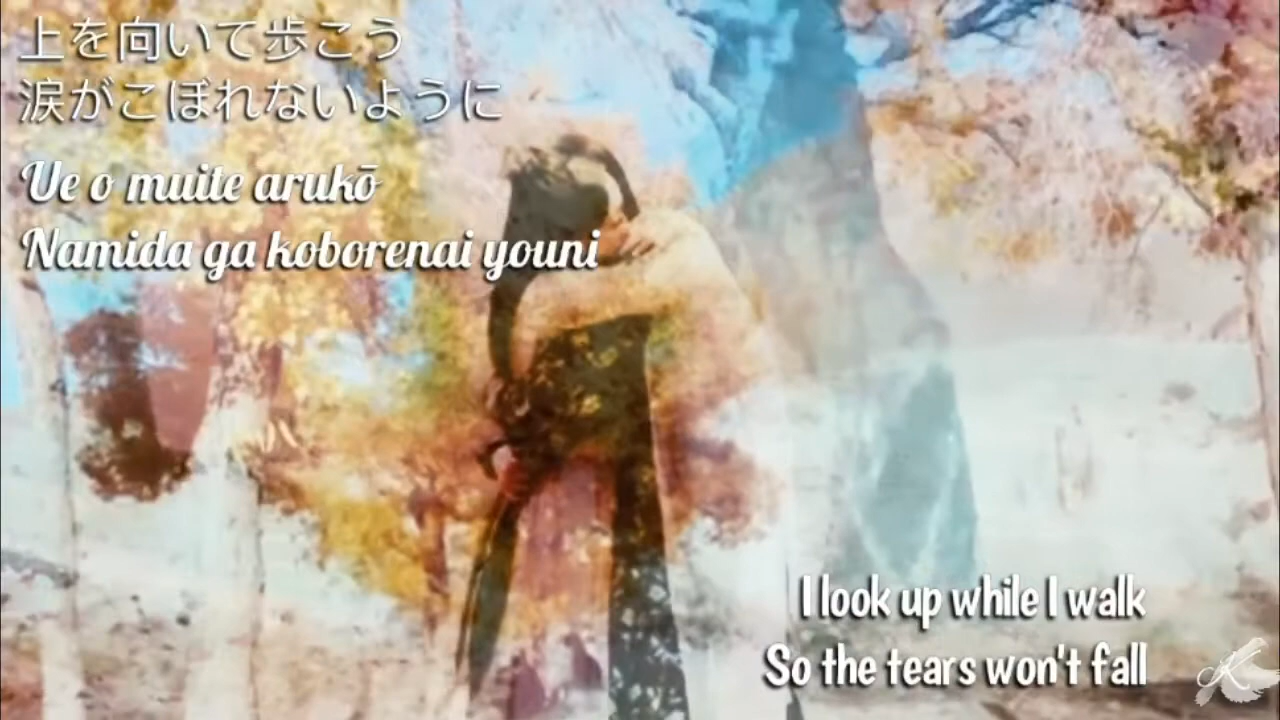 上を向いて歩こう
涙がこぼれないように
Ue o muite arukō
Namida ga koborenai youni
I look up while I walk
So the tears won't fall
K